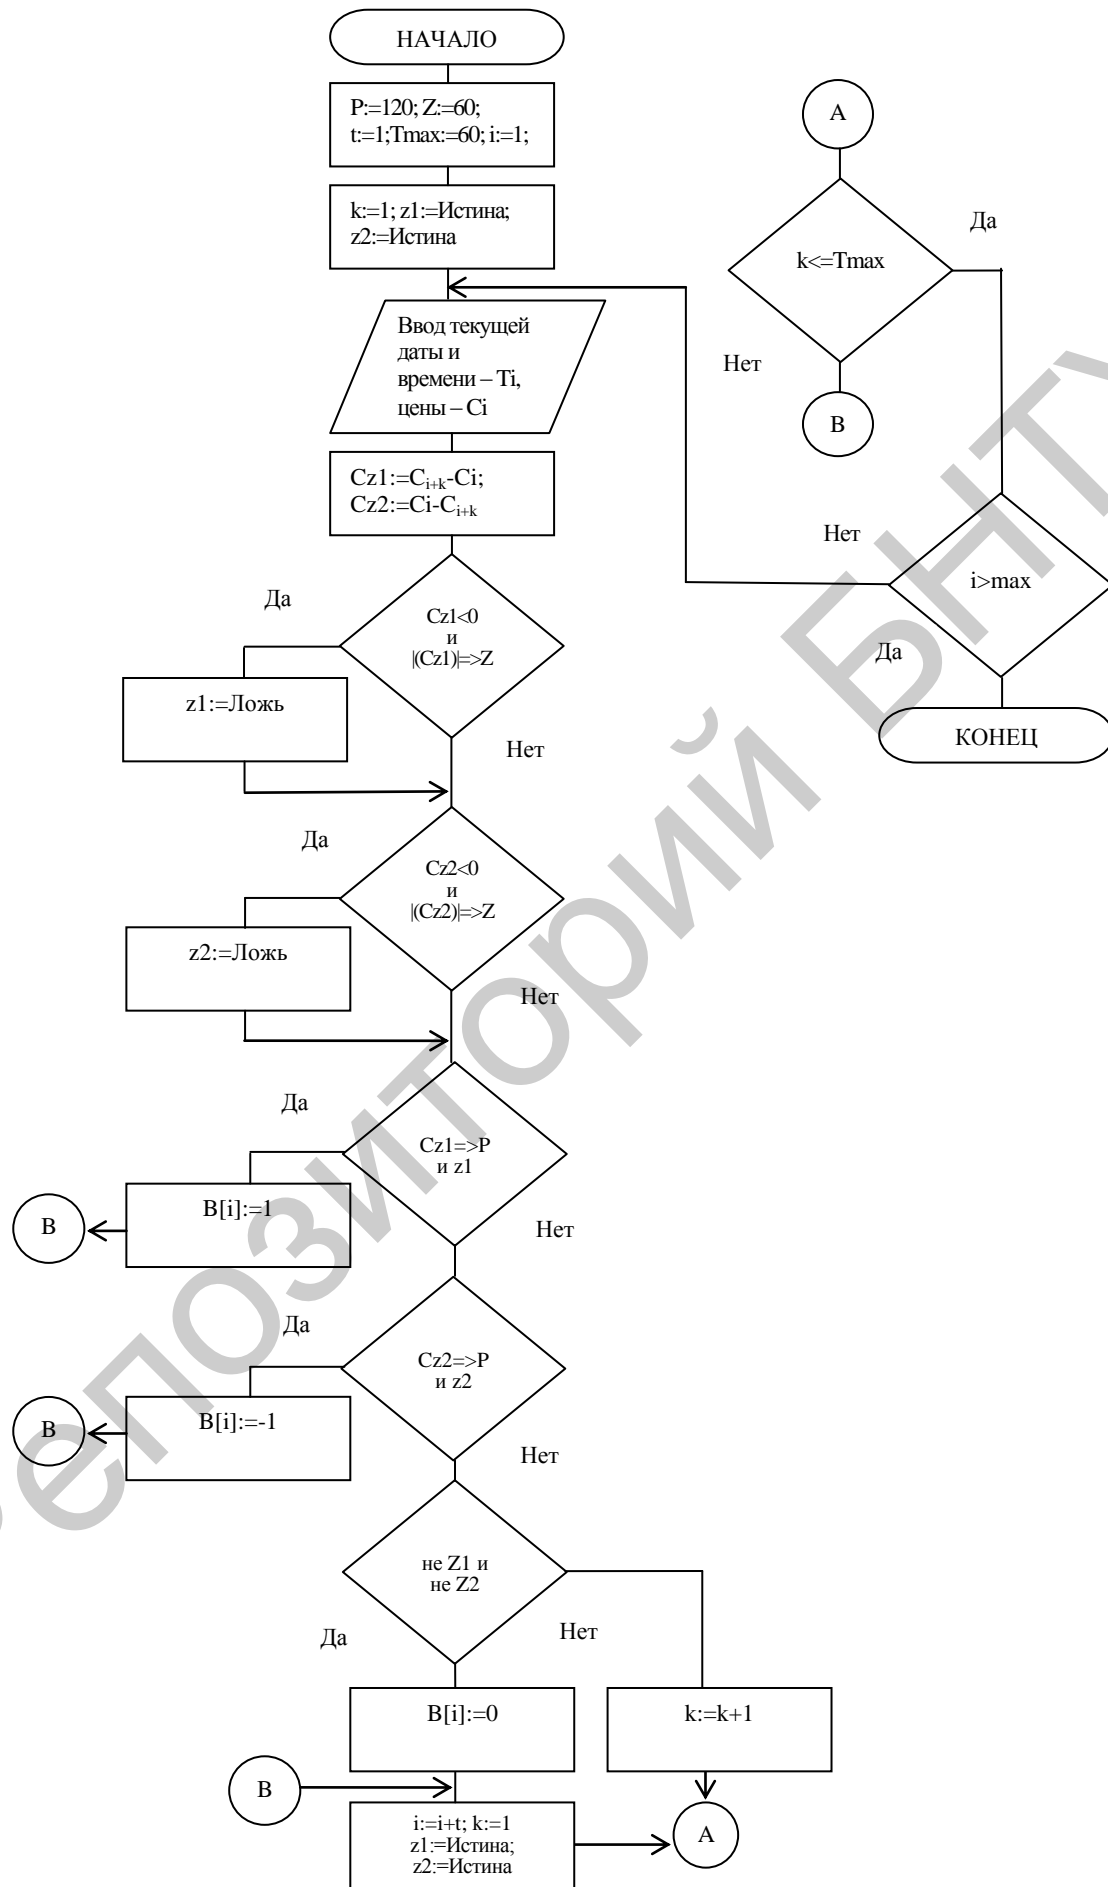 НАЧАЛО
P:=120; Z:=60;
t:=1;Tmax:=60; i:=1;
k:=1; z1:=Истина;
z2:=Истина
Ввод текущей
даты и
времени – Ti,
цены – Ci
Cz1:=Ci+k-Ci;
Cz2:=Ci-Ci+k
Да
Cz1<0
и
|(Cz1)|=>Z
z1:=Ложь
Нет
Да
Cz2<0
и
|(Cz2)|=>Z
z2:=Ложь
Нет
Да
Cz1=>P
и z1
B[i]:=1
B
Нет
Да
Cz2=>P
и z2
B[i]:=-1
B
Нет
не Z1 и
не Z2
Да
Нет
B[i]:=0
k:=k+1
B
i:=i+t; k:=1
z1:=Истина;
z2:=Истина
A
A
Да
k<=Tmax
Нет
B
Нет
i>max
Да
КОНЕЦ
Репозиторий БНТУ